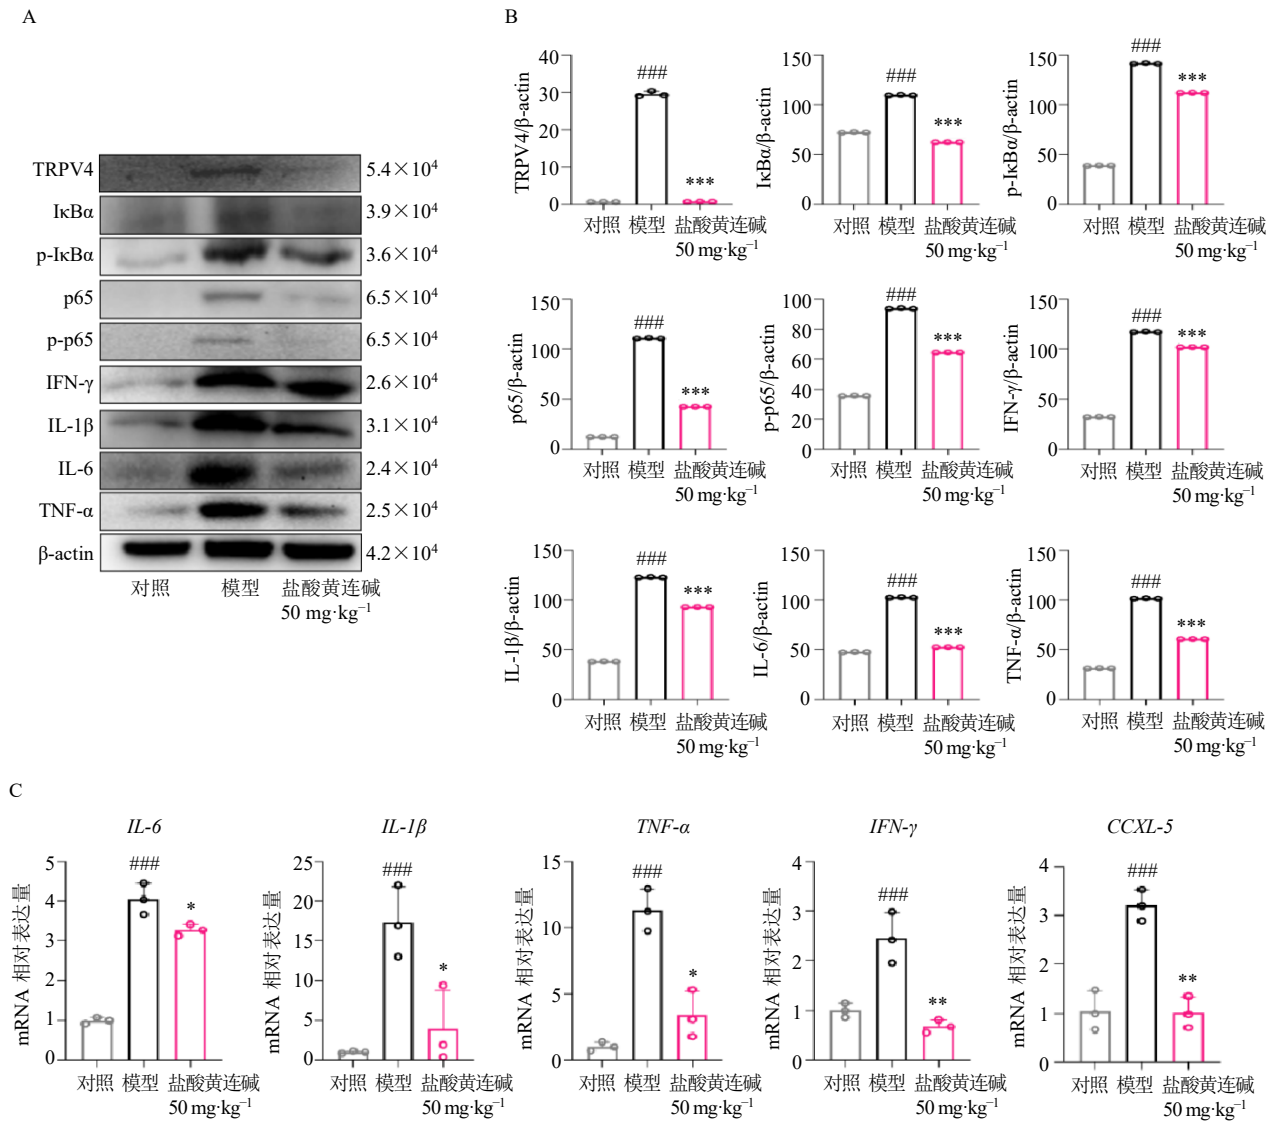 A
TRPV4 5.4×10⁴
IκBα 3.9×10⁴
p-IκBα 3.6×10⁴
p65 6.5×10⁴
p-p65 6.5×10⁴
IFN-γ 2.6×10⁴
IL-1β 3.1×10⁴
IL-6 2.4×10⁴
TNF-α 2.5×10⁴
β-actin 4.2×10⁴
对照 模型 盐酸黄连碱
50 mg·kg⁻¹
B
TRPV4/β-actin
40
30
20
10
0
###
***
对照 模型 盐酸黄连碱
50 mg·kg⁻¹
IκBα/β-actin
150
100
50
0
###
***
对照 模型 盐酸黄连碱
50 mg·kg⁻¹
p-IκBα/β-actin
150
100
50
0
###
***
对照 模型 盐酸黄连碱
50 mg·kg⁻¹
p65/β-actin
150
100
50
0
###
***
对照 模型 盐酸黄连碱
50 mg·kg⁻¹
p-p65/β-actin
100
80
60
40
20
0
###
***
对照 模型 盐酸黄连碱
50 mg·kg⁻¹
IFN-γ/β-actin
150
100
50
0
###
***
对照 模型 盐酸黄连碱
50 mg·kg⁻¹
IL-1β/β-actin
150
100
50
0
###
***
对照 模型 盐酸黄连碱
50 mg·kg⁻¹
IL-6/β-actin
150
100
50
0
###
***
对照 模型 盐酸黄连碱
50 mg·kg⁻¹
TNF-α/β-actin
150
100
50
0
###
***
对照 模型 盐酸黄连碱
50 mg·kg⁻¹
C
IL-6
mRNA 相对表达量
5
4
3
2
1
0
###
*
对照 模型 盐酸黄连碱
50 mg·kg⁻¹
IL-1β
mRNA 相对表达量
25
20
15
10
5
0
###
*
对照 模型 盐酸黄连碱
50 mg·kg⁻¹
TNF-α
mRNA 相对表达量
15
10
5
0
###
*
对照 模型 盐酸黄连碱
50 mg·kg⁻¹
IFN-γ
mRNA 相对表达量
4
3
2
1
0
###
**
对照 模型 盐酸黄连碱
50 mg·kg⁻¹
CCXL-5
mRNA 相对表达量
4
3
2
1
0
###
**
对照 模型 盐酸黄连碱
50 mg·kg⁻¹